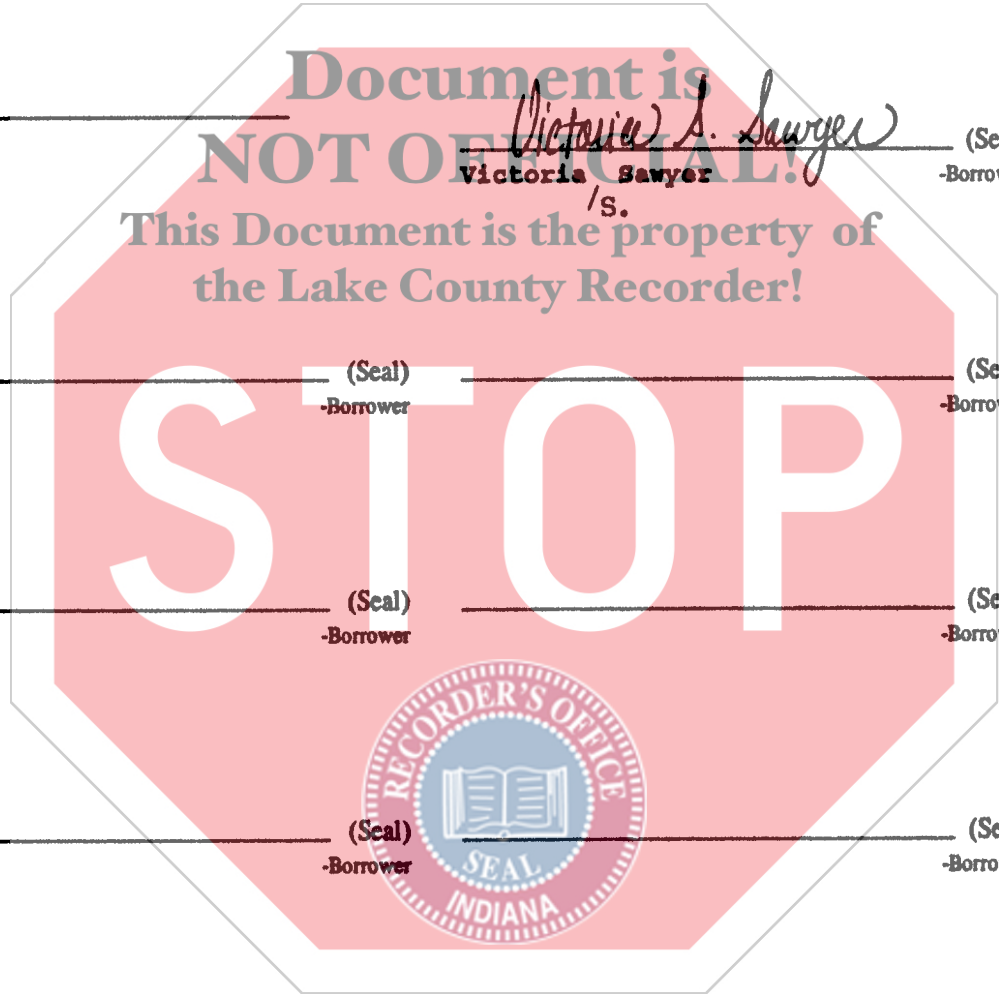 Document is
Victoria S. Sawyer
(Se
NOT OFFICIAL!
Victoria Sawyer
-Borrow
/S.
This Document is the property of
the Lake County Recorder!
(Seal)
(Se
-Borrower
-Borrow
STOP
(Seal)
(Se
-Borrower
-Borro
RECORDER'S OFFICE
(Seal)
(Se
-Borrower
-Borro
SEAL
INDIANA